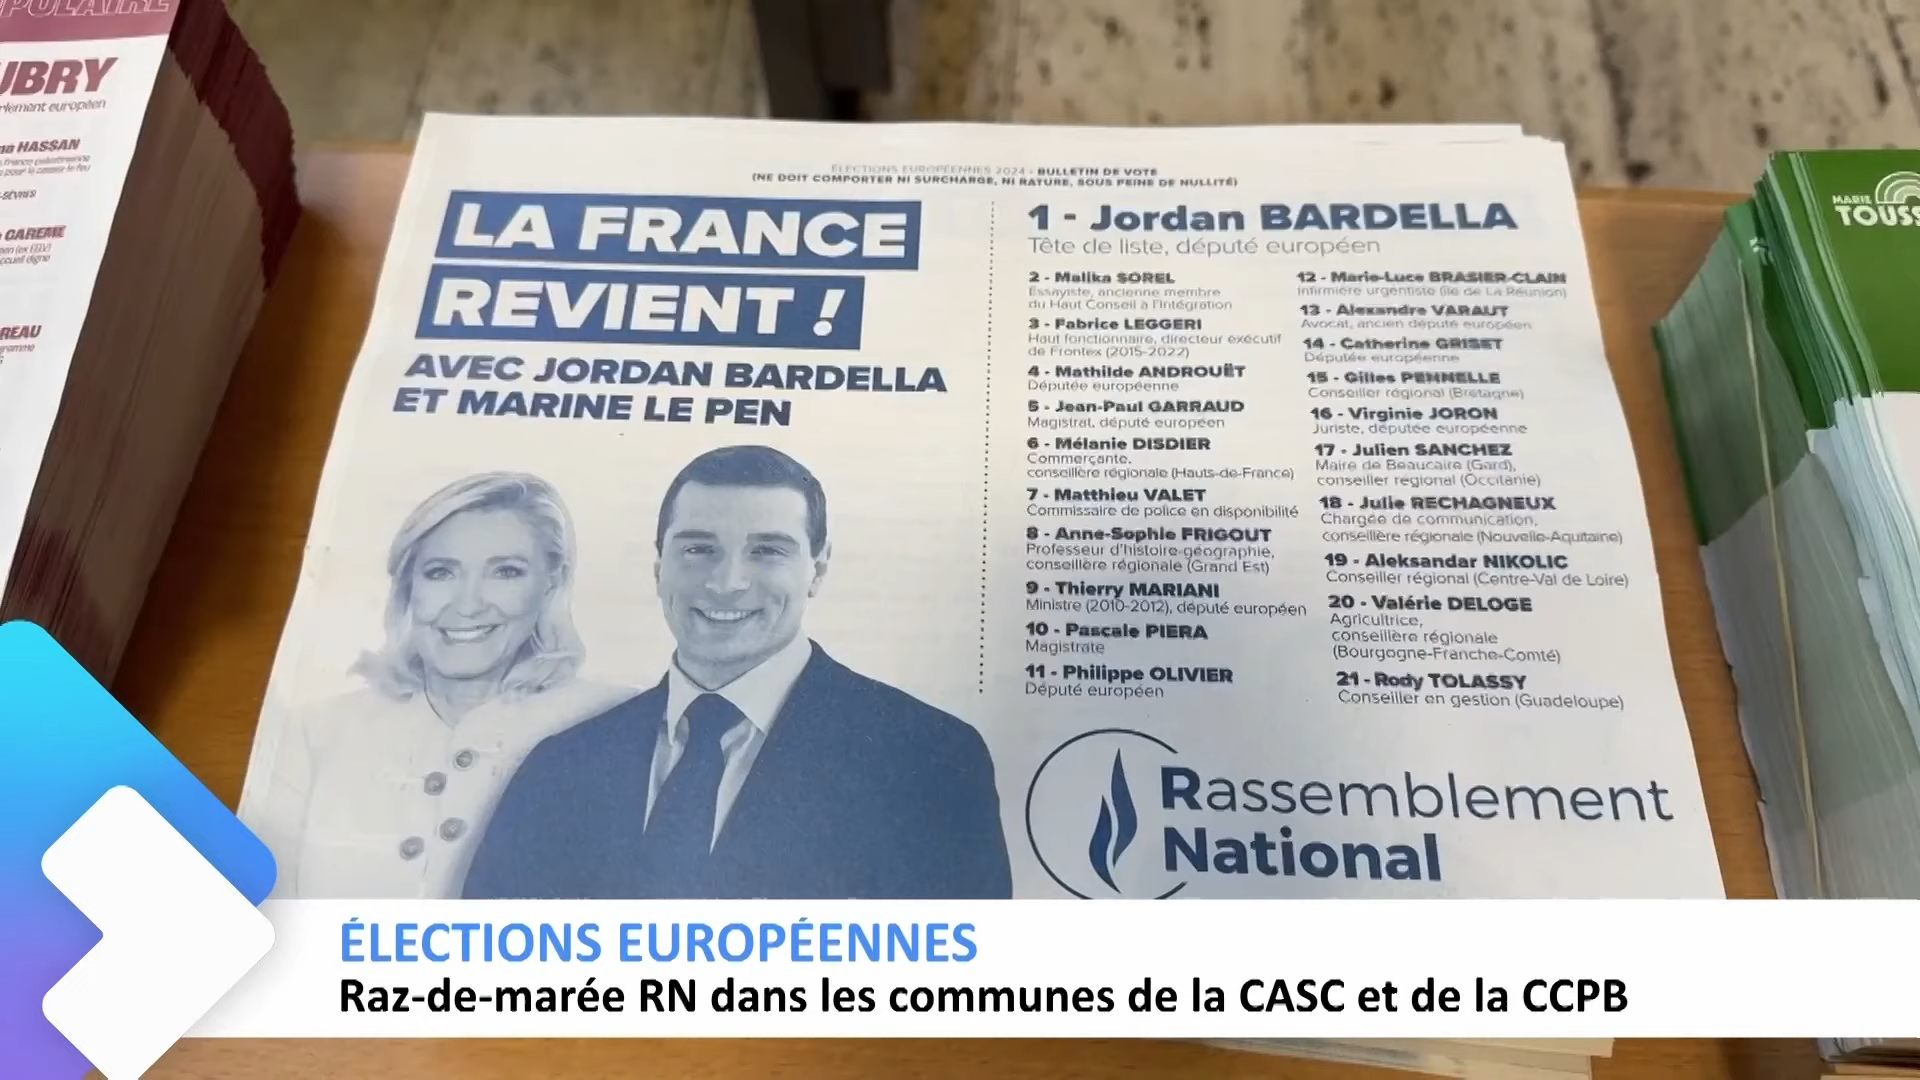 PULAIRE
UBRY
HASSAN
CAREME
REAU
ÉLECTIONS EUROPÉENNES 2024 - BULLETIN DE VOTE
(NE DOIT COMPORTER NI SURCHARGE, NI RATURE, SOUS PEINE DE NULLITÉ)
LA FRANCE
REVIENT !
AVEC JORDAN BARDELLA
ET MARINE LE PEN
1 - Jordan BARDELLA
Tête de liste, député européen
2 - Malika SOREL
Essayiste, ancienne membre
du Haut Conseil à l'intégration
3 - Fabrice LEGGERI
Haut fonctionnaire, directeur exécutif
de Frontex (2015-2022)
4 - Mathilde ANDROUËT
Députée européenne
5 - Jean-Paul GARRAUD
Magistrat, député européen
6 - Mélanie DISDIER
Commerçante,
conseillère régionale (Hauts-de-France)
7 - Matthieu VALET
Commissaire de police en disponibilité
8 - Anne-Sophie FRIGOUT
Professeur d'histoire-géographie,
conseillère régionale (Grand Est)
9 - Thierry MARIANI
Ministre (2010-2012), député européen
10 - Pascale PIERA
Magistrate
11 - Philippe OLIVIER
Député européen
12 - Marie-Luce BRASIER-CLAIN
Infirmière urgentiste (Île de La Réunion)
13 - Alexandre VARAUT
Avocat, ancien député européen
14 - Catherine GRISET
Députée européenne
15 - Gilles PENNELLE
Conseiller régional (Bretagne)
16 - Virginie JORON
Juriste, députée européenne
17 - Julien SANCHEZ
Maire de Beaucaire (Gard),
conseiller régional (Occitanie)
18 - Julie RECHAGNEUX
Chargée de communication,
conseillère régionale (Nouvelle-Aquitaine)
19 - Aleksandar NIKOLIC
Conseiller régional (Centre-Val de Loire)
20 - Valérie DELOGE
Agricultrice,
conseillère régionale
(Bourgogne-Franche-Comté)
21 - Rody TOLASSY
Conseiller en gestion (Guadeloupe)
Rassemblement
National
MARIE
TOUSS
ÉLECTIONS EUROPÉENNES
Raz-de-marée RN dans les communes de la CASC et de la CCPB